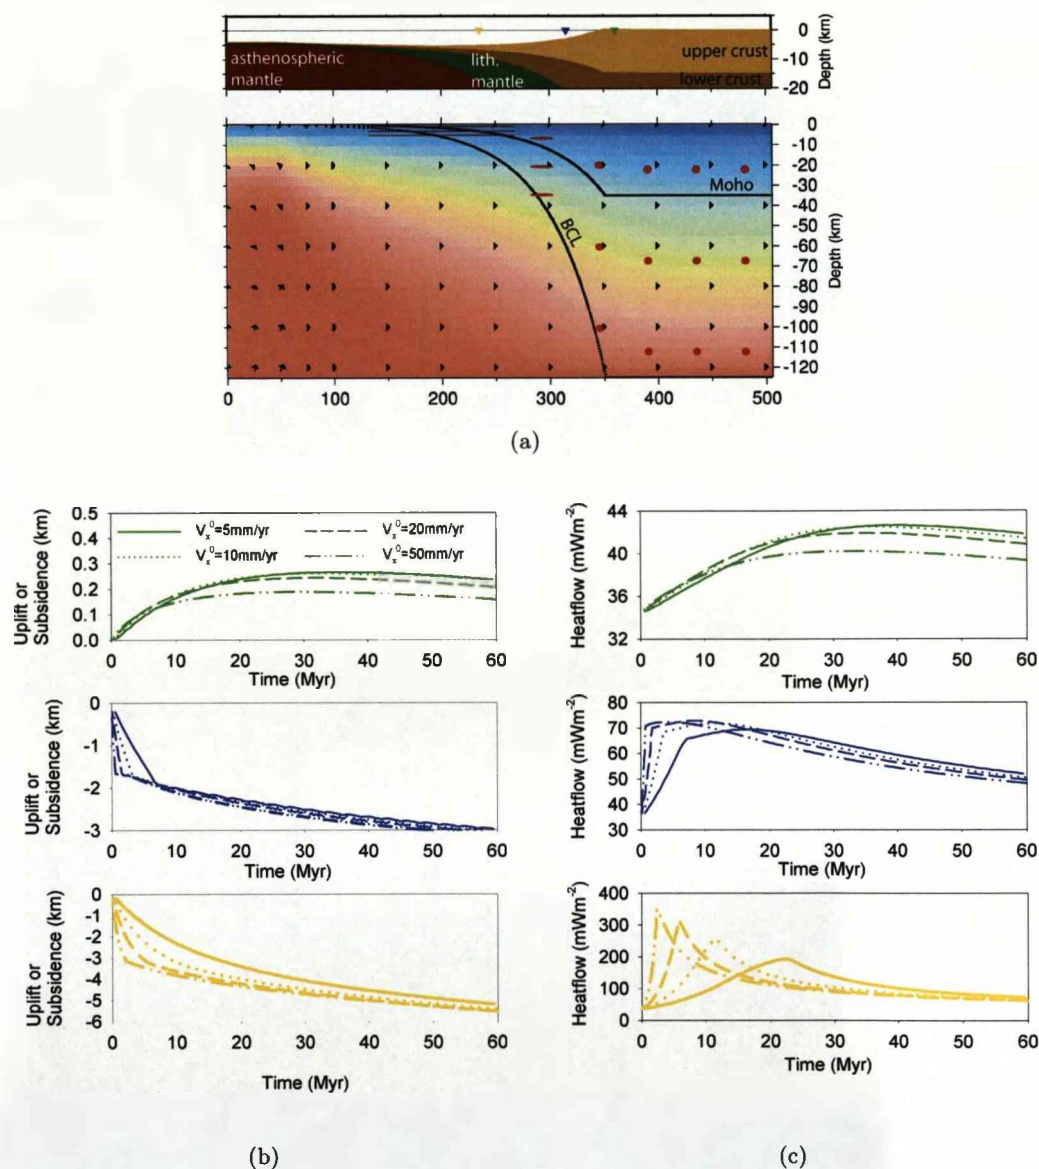 asthenospheric
mantle
lith.
mantle
upper crust
lower crust
0
-10
-20
Depth (km)
Moho
BCL
0
-10
-20
-30
-40
-50
-60
-70
-80
-90
-100
-110
-120
Depth (km)
0 100 200 300 400 500
(a)
Uplift or
Subsidence (km)
0.5
0.4
0.3
0.2
0.1
0.0
V_x^0=5mm/yr V_x^0=20mm/yr
V_x^0=10mm/yr V_x^0=50mm/yr
0 10 20 30 40 50 60
Time (Myr)
Heatflow (mWm⁻²)
44
40
36
32
0 10 20 30 40 50 60
Time (Myr)
Uplift or
Subsidence (km)
0
-1
-2
-3
0 10 20 30 40 50 60
Time (Myr)
Heatflow (mWm⁻²)
80
70
60
50
40
30
0 10 20 30 40 50 60
Time (Myr)
Uplift or
Subsidence (km)
0
-1
-2
-3
-4
-5
-6
0 10 20 30 40 50 60
Time (Myr)
Heatflow (mWm⁻²)
400
300
200
100
0
0 10 20 30 40 50 60
Time (Myr)
(b) (c)